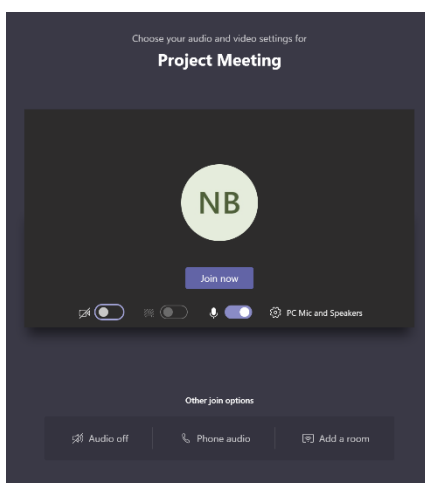 Choose your audio and video settings for
Project Meeting
NB
Join now
PC Mic and Speakers
Other join options
Audio off
Phone audio
Add a room